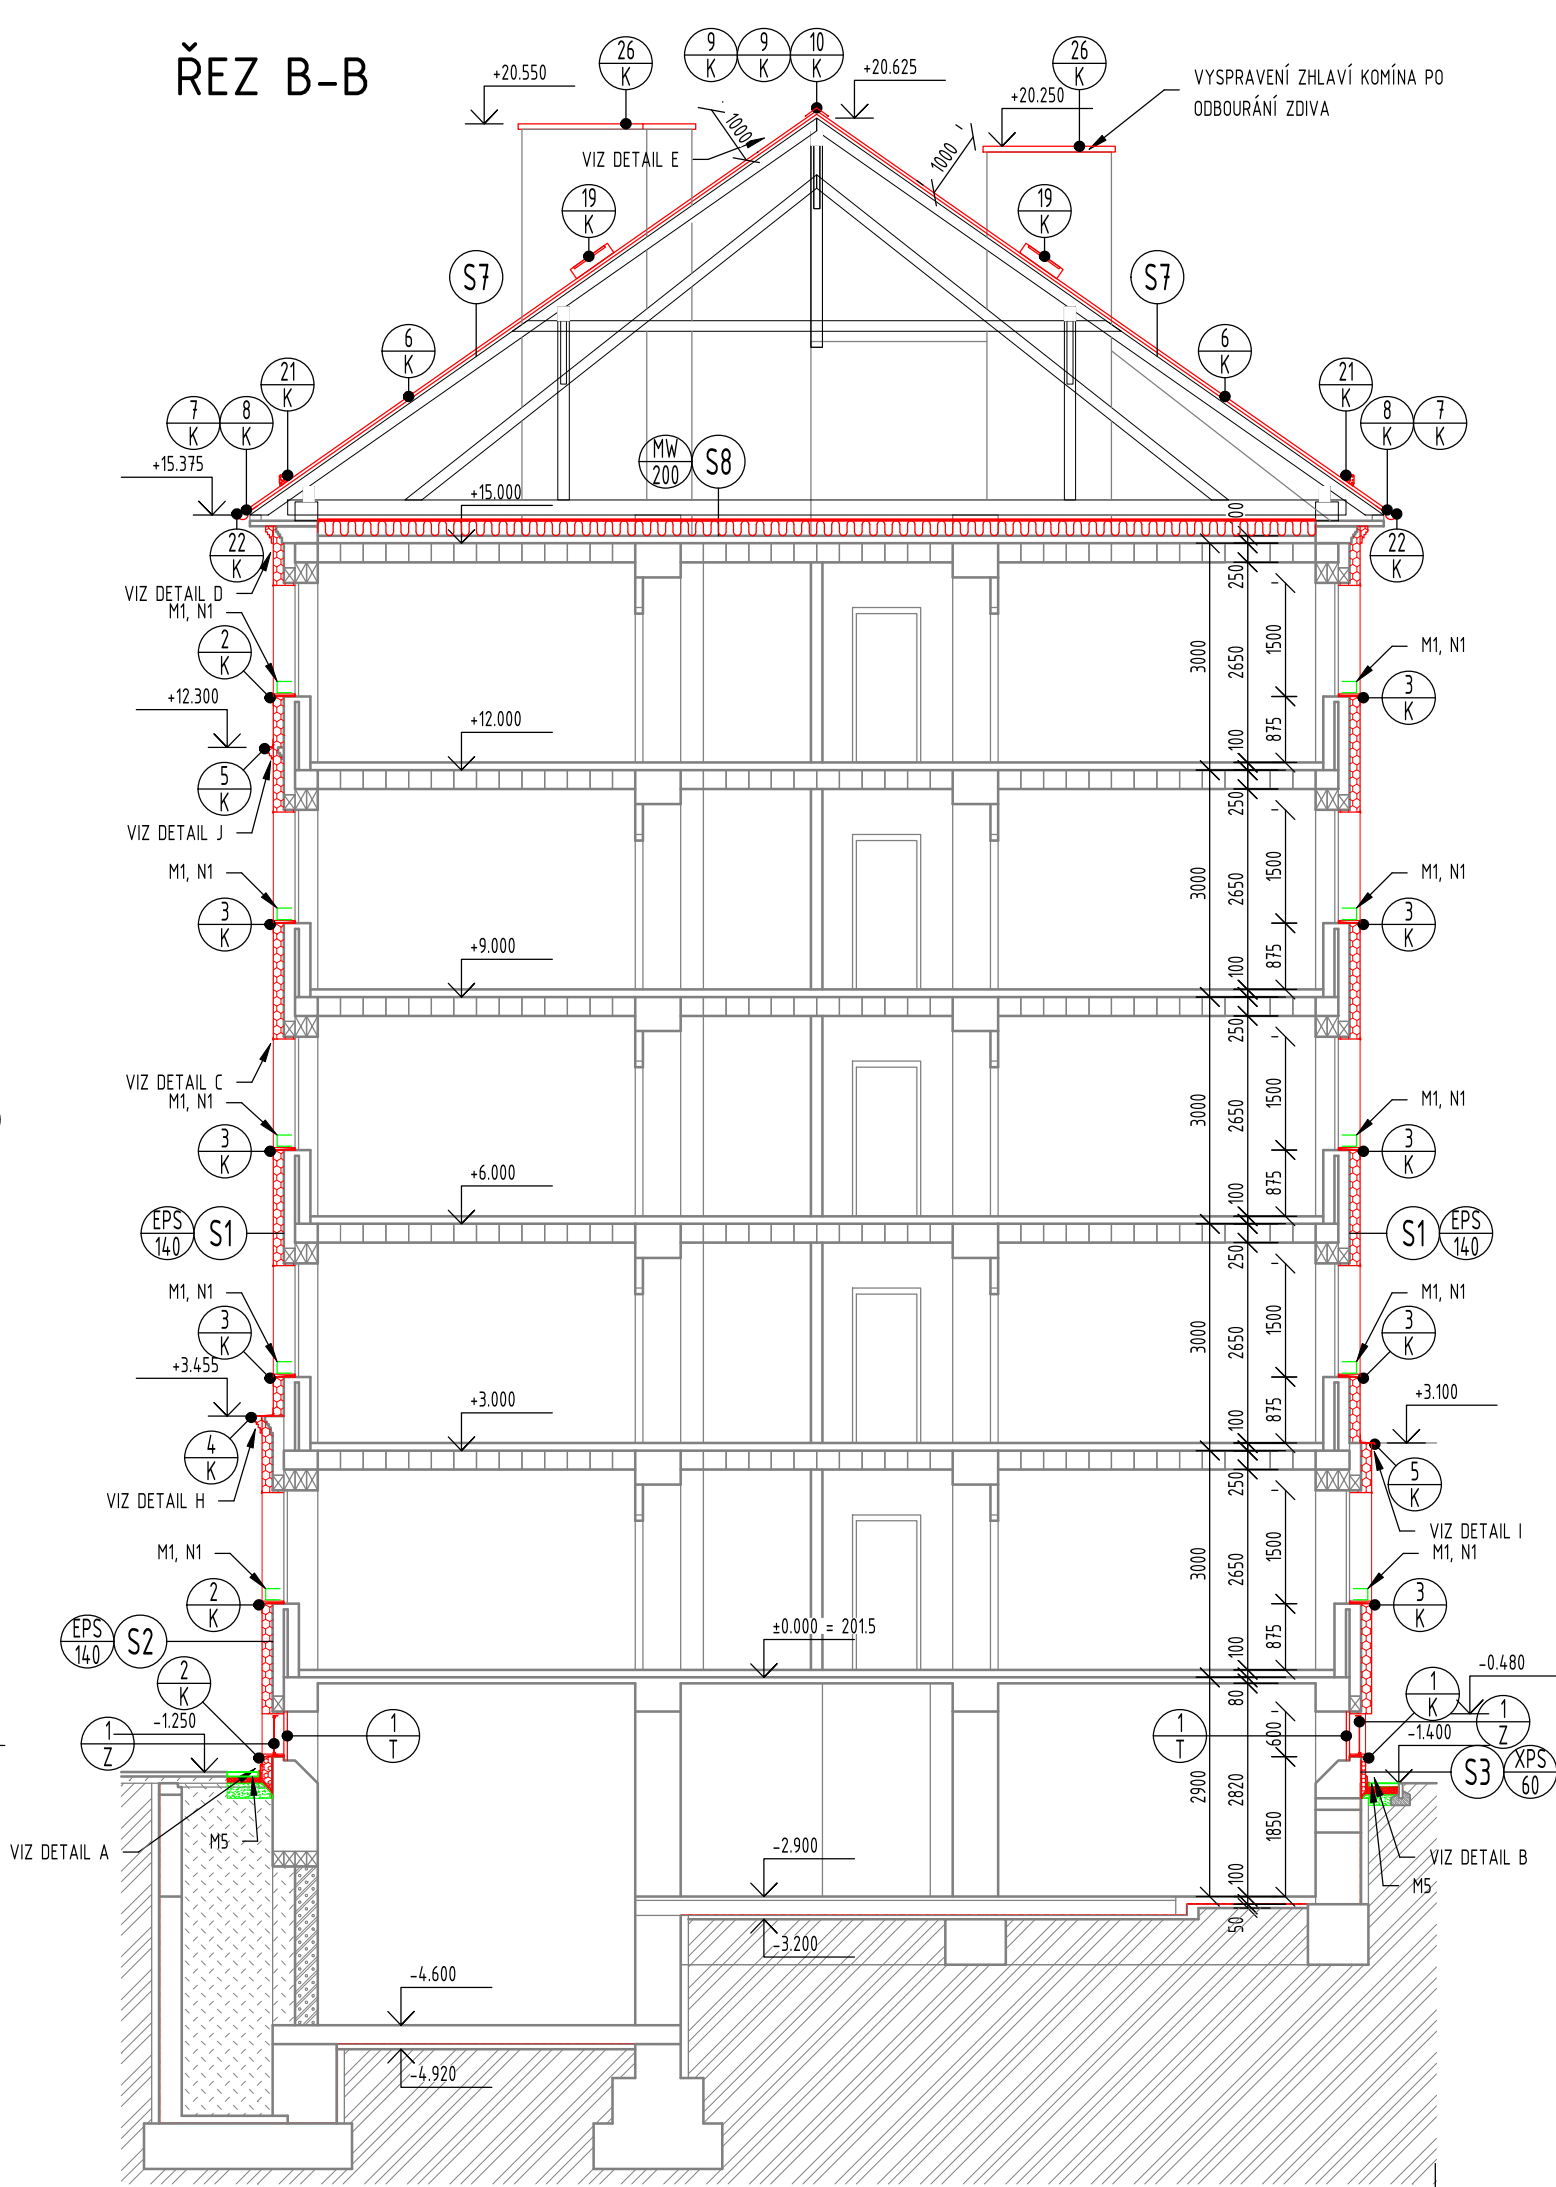 ŘEZ B-B
26
K
9
K
9
K
10
K
26
K
+20.550
+20.625
+20.250
VYSPRAVENÍ ZHLAVÍ KOMÍNA PO
ODBOURÁNÍ ZDIVA
1000
1000
VIZ DETAIL E
19
K
19
K
S7
S7
6
K
6
K
21
K
21
K
7
K
8
K
8
K
7
K
+15.375
MW
200
S8
+15.000
22
K
22
K
VIZ DETAIL D
M1, N1
250
2
K
3000
2650
1500
M1, N1
3
K
+12.300
+12.000
875
100
5
K
250
VIZ DETAIL J
M1, N1
3000
2650
1500
M1, N1
3
K
3
K
+9.000
875
100
250
VIZ DETAIL C
M1, N1
3000
2650
1500
M1, N1
3
K
3
K
+6.000
875
100
EPS
140
S1
S1
EPS
140
250
M1, N1
3000
2650
1500
M1, N1
3
K
3
K
+3.455
+3.000
875
100
+3.100
4
K
5
K
250
VIZ DETAIL H
VIZ DETAIL I
M1, N1
3000
2650
1500
M1, N1
2
K
3
K
EPS
140
S2
±0.000 = 201.5
875
100
2
K
80
-0.480
1
K
-1.250
1
Z
1
T
1
T
600
1
Z
-1.400
S3
XPS
60
2900
2820
1850
VIZ DETAIL A
M5
VIZ DETAIL B
M5
-2.900
100
50
-3.200
-4.600
-4.920